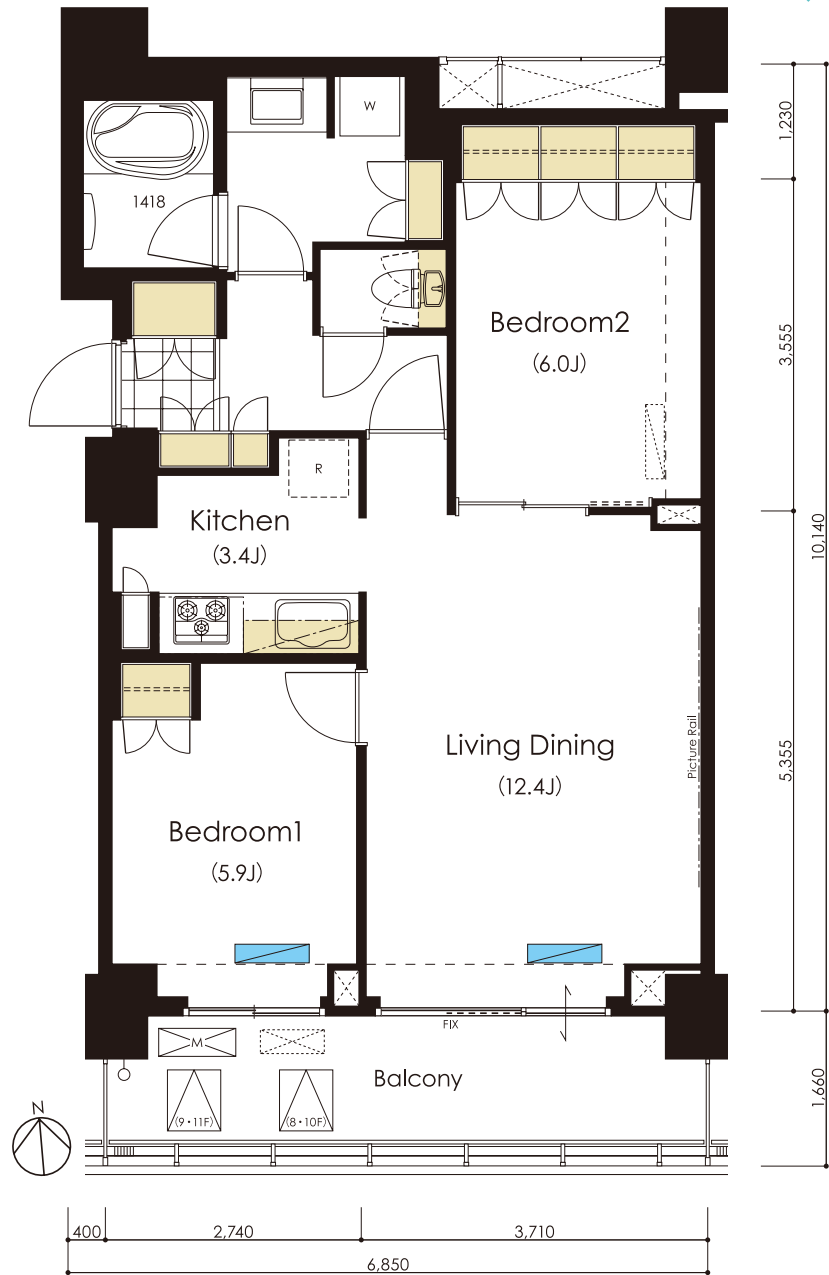 W
1,230
1418
Bedroom2
(6.0J)
3,555
R
Kitchen
(3.4J)
10,140
Picture Rail
Living Dining
(12.4J)
5,355
Bedroom1
(5.9J)
FIX
M
Balcony
1,660
(9・11F)
(8・10F)
N
400
2,740
3,710
6,850